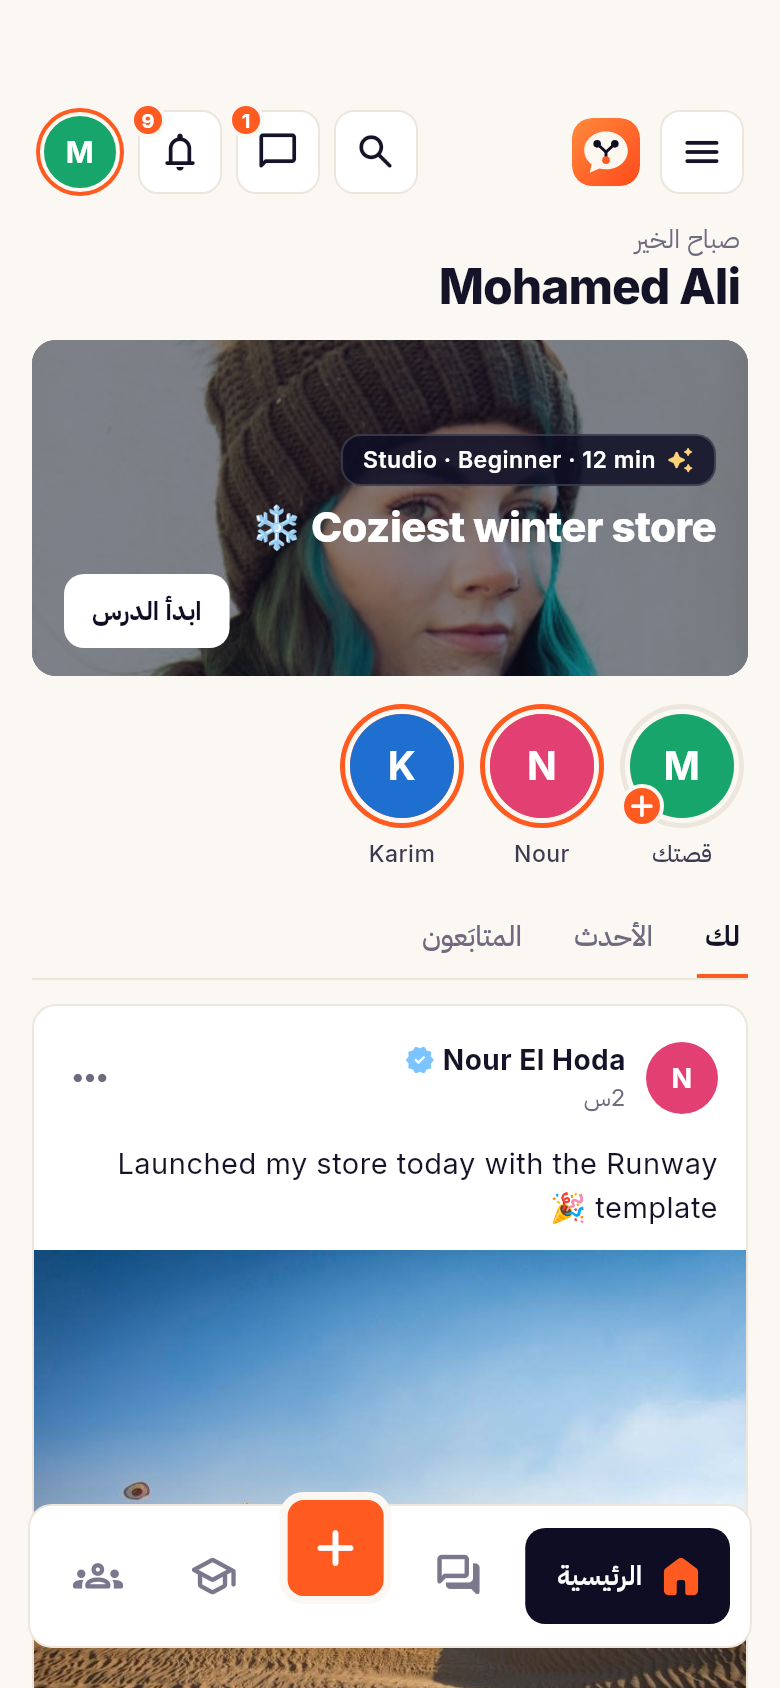 M
9
1
صباح الخير
Mohamed Ali
Studio · Beginner · 12 min
Coziest winter store ❄️
ابدأ الدرس
M
N
K
قصتك
Nour
Karim
لك
الأحدث
المتابَعون
N
Nour El Hoda
2س
Launched my store today with the Runway
template 🎉
الرئيسية